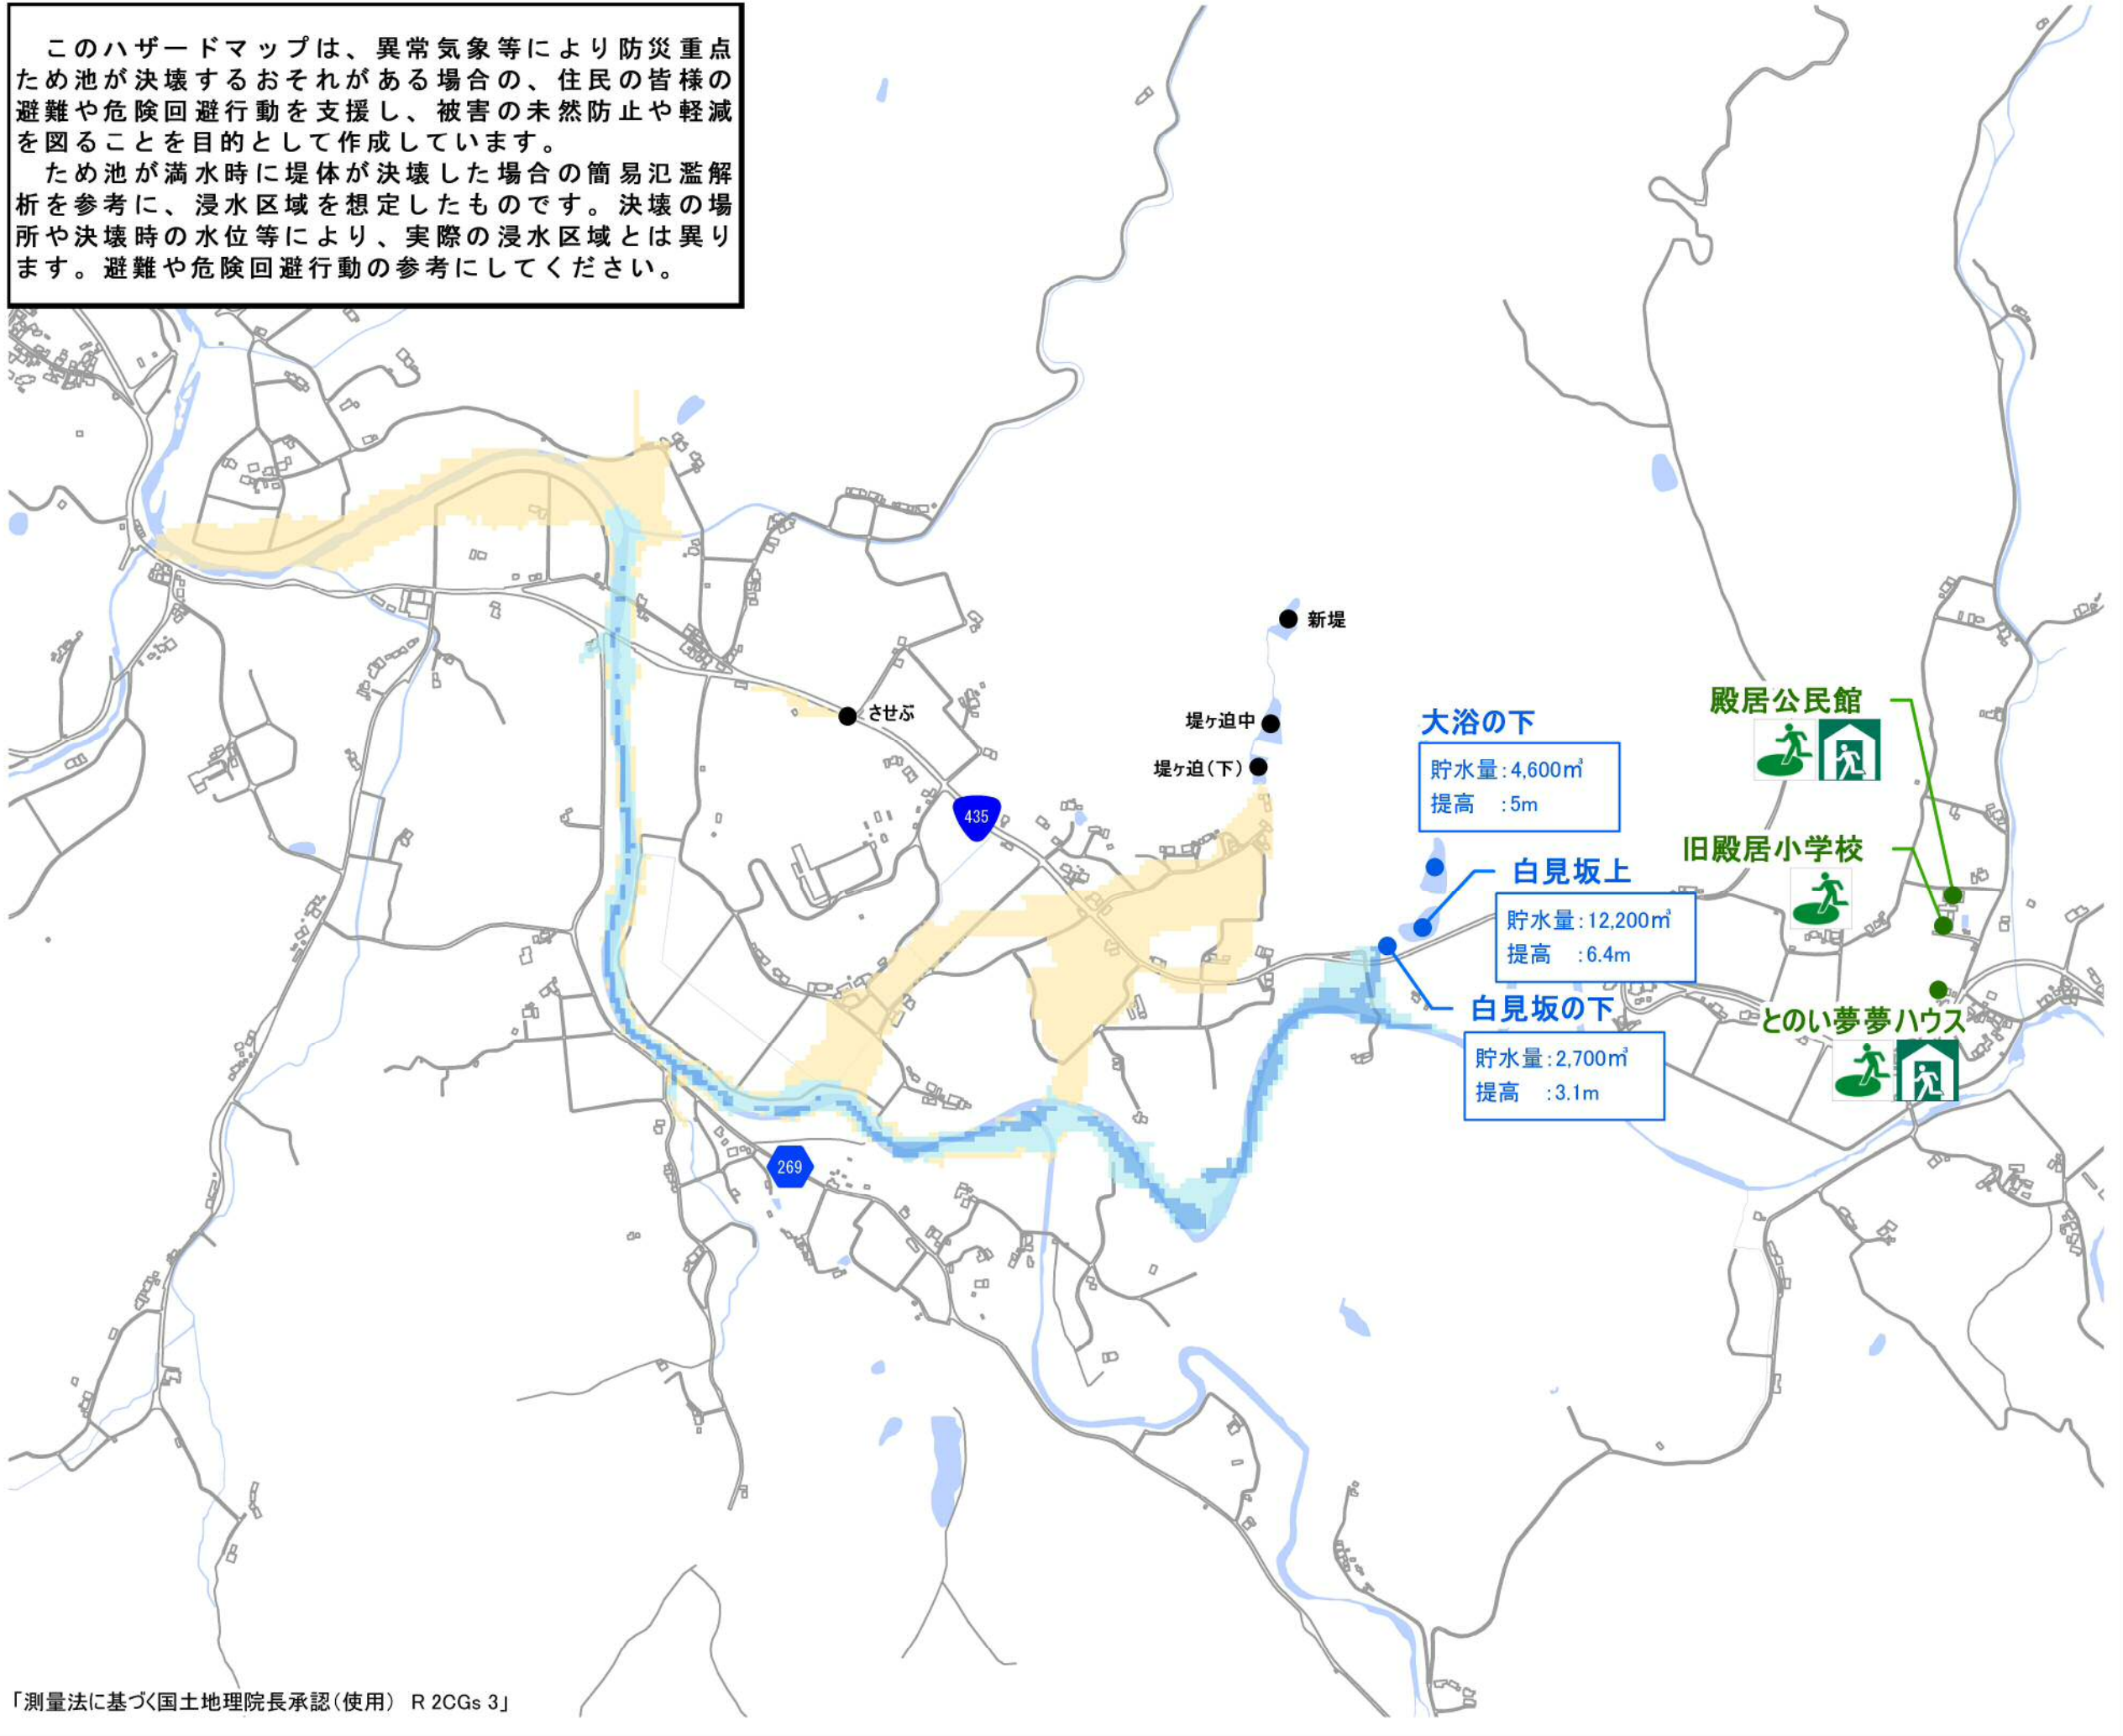 このハザードマップは、異常気象等により防災重点
ため池が決壊するおそれがある場合の、住民の皆様の
避難や危険回避行動を支援し、被害の未然防止や軽減
を図ることを目的として作成しています。
ため池が満水時に堤体が決壊した場合の簡易氾濫解
析を参考に、浸水区域を想定したものです。決壊の場
所や決壊時の水位等により、実際の浸水区域とは異り
ます。避難や危険回避行動の参考にしてください。
新堤
堤ヶ迫中
堤ヶ迫(下)
させぶ
435
大浴の下
貯水量:4,600㎥
提高 :5m
白見坂上
貯水量:12,200㎥
提高 :6.4m
白見坂の下
貯水量:2,700㎥
提高 :3.1m
殿居公民館
旧殿居小学校
とのい夢夢ハウス
269
「測量法に基づく国土地理院長承認(使用) R 2CGs 3」